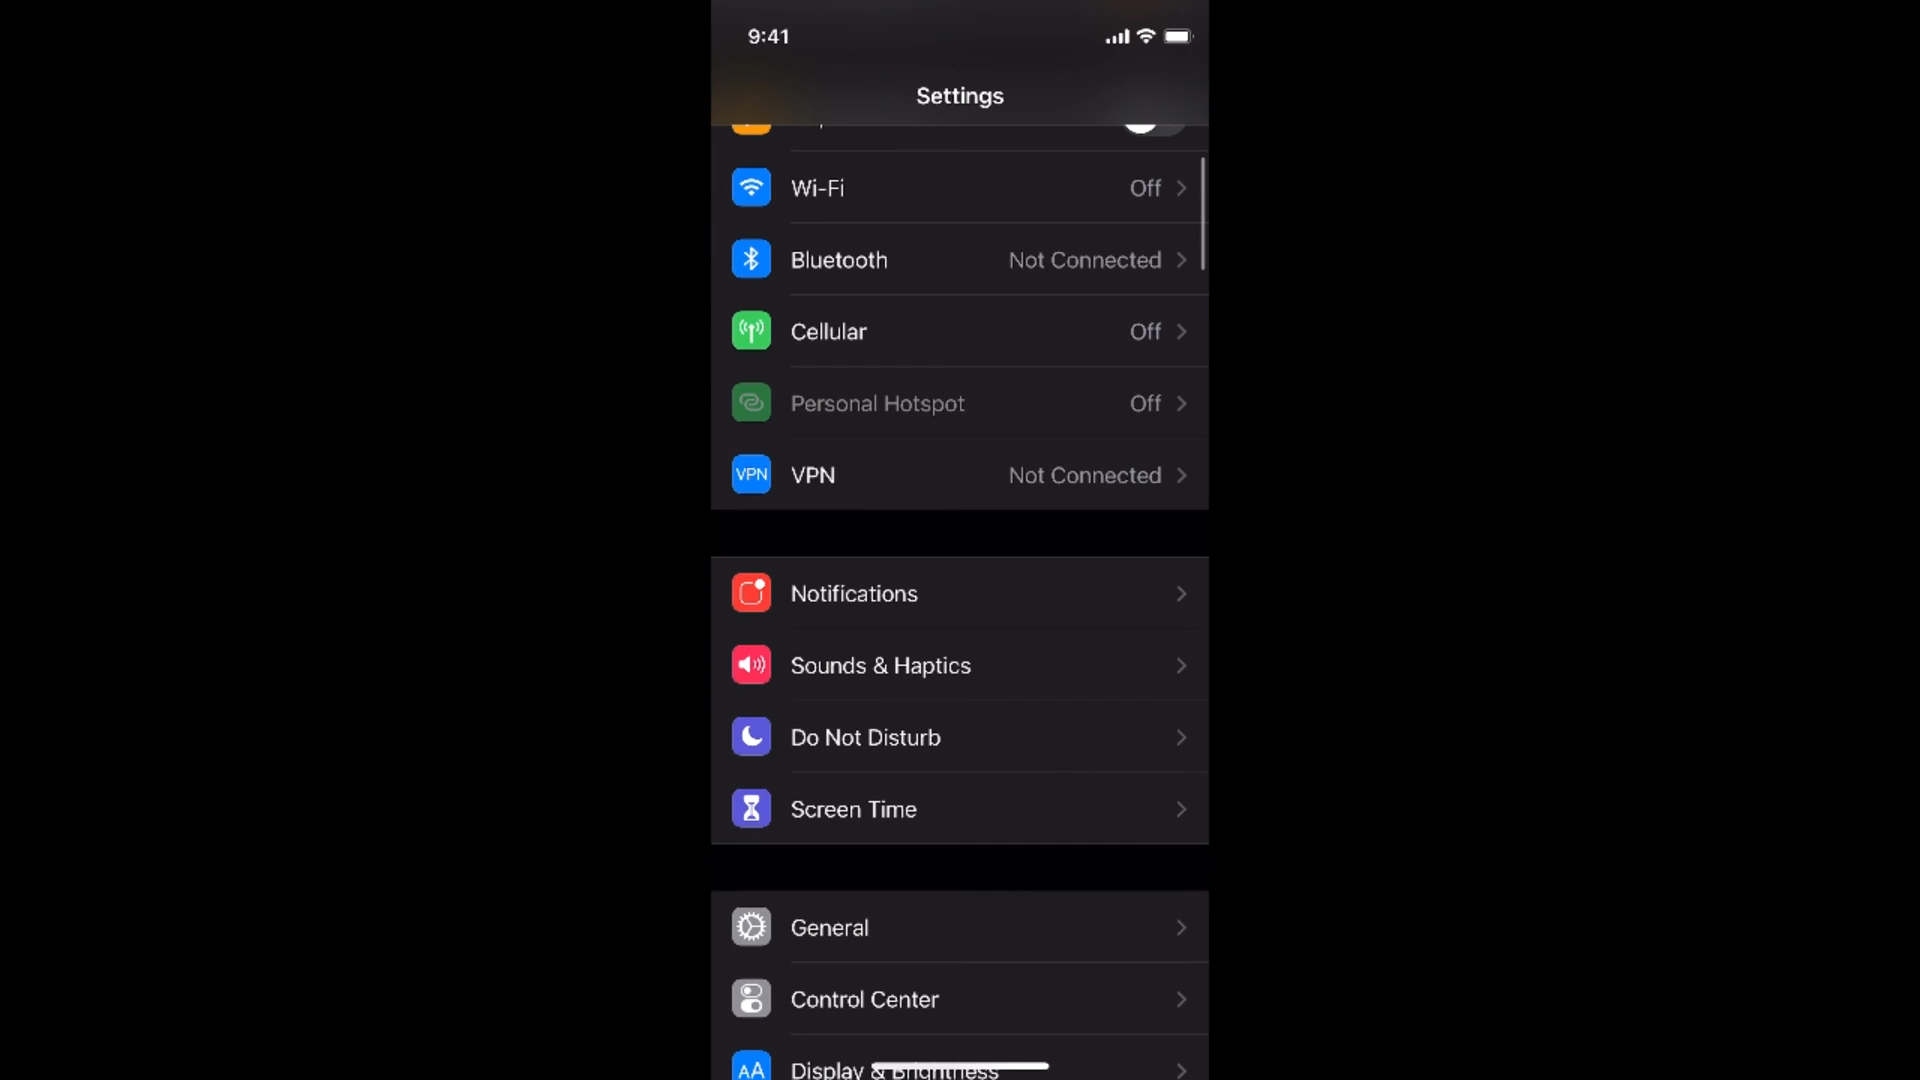 9:41
Settings
Wi-Fi Off
Bluetooth Not Connected
Cellular Off
Personal Hotspot Off
VPN VPN Not Connected
Notifications
Sounds & Haptics
Do Not Disturb
Screen Time
General
Control Center
AA Display & Brightness